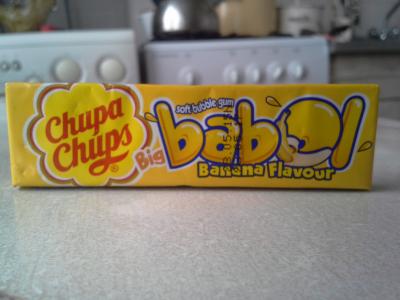 Chupa
Chups
®
soft bubble gum
Big babol
Banana Flavour